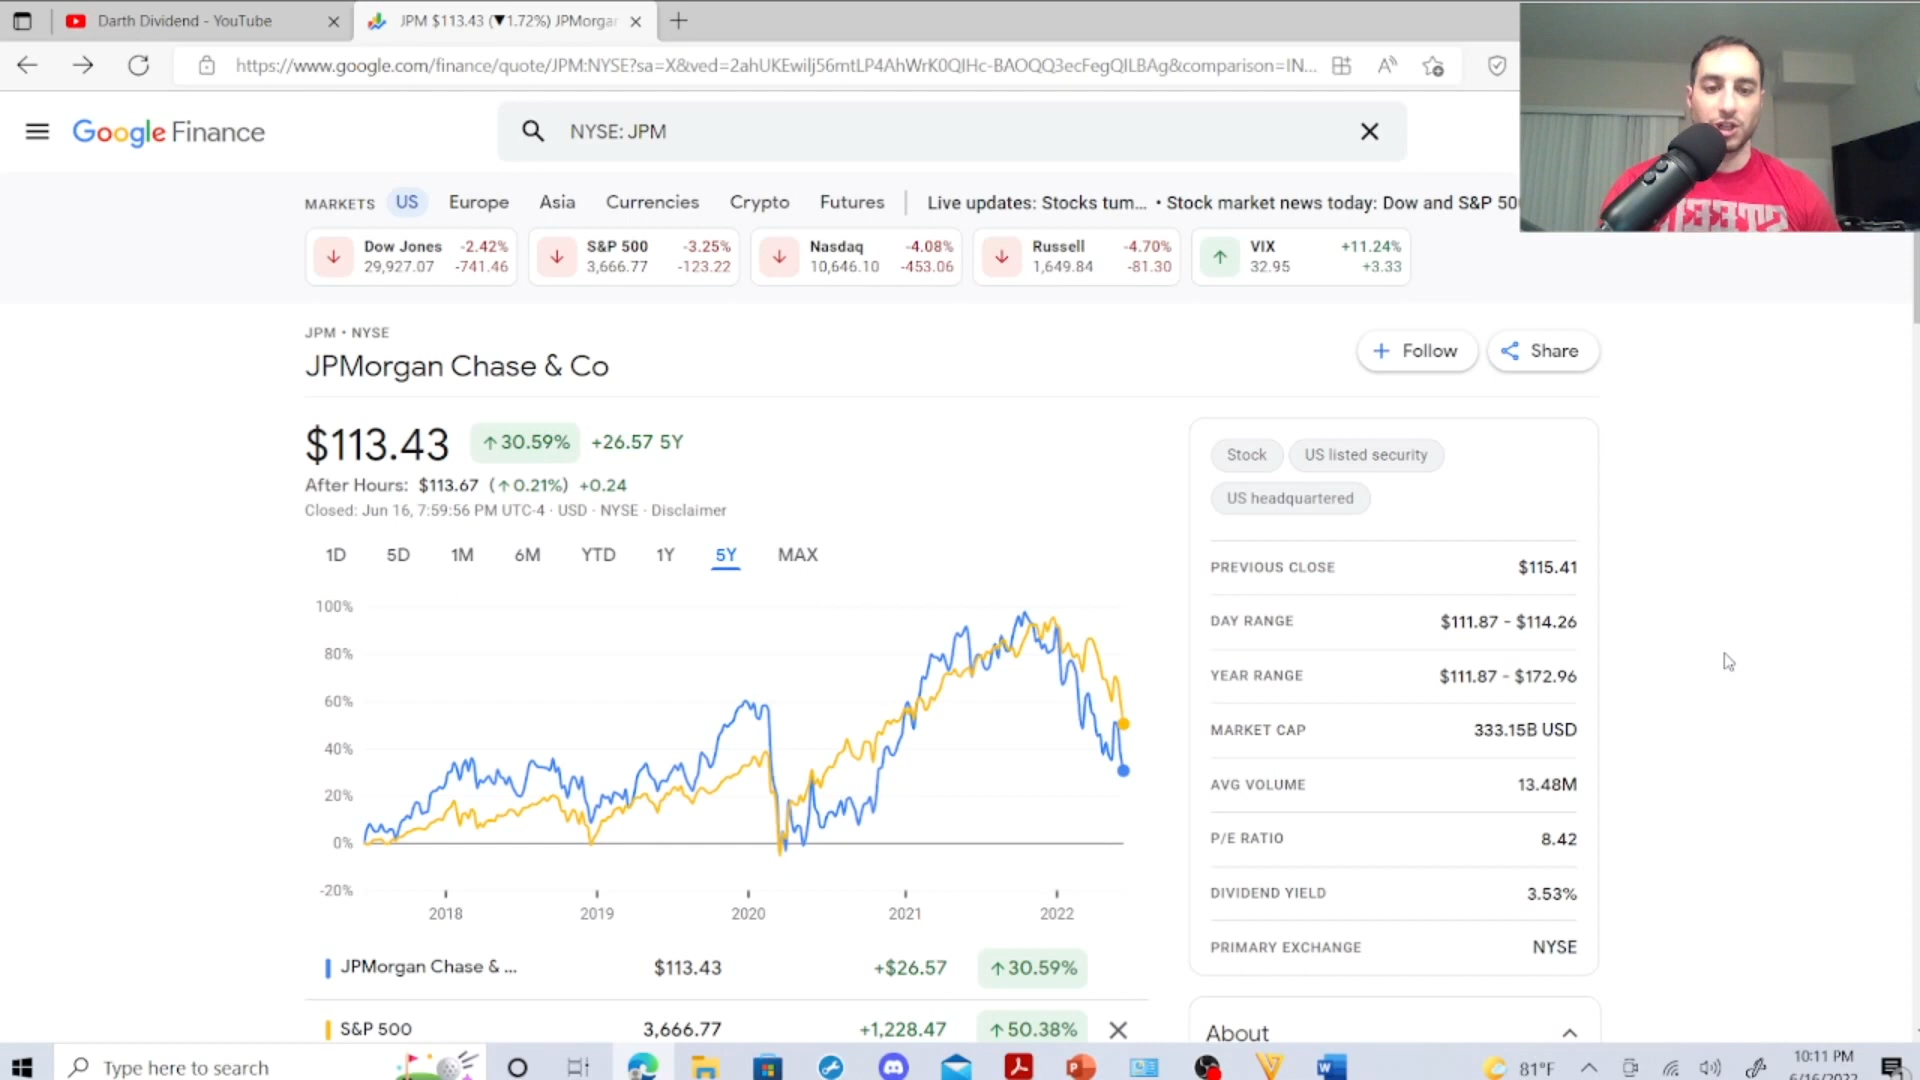 Darth Dividend - YouTube
JPM $113.43 (▼1.72%) JPMorgan
https://www.google.com/finance/quote/JPM:NYSE?sa=X&ved=2ahUKEwilj56mtLP4AhWrK0QIHc-BAOQQ3ecFegQILBAg&comparison=IN...
Google Finance
NYSE: JPM
MARKETS US Europe Asia Currencies Crypto Futures Live updates: Stocks tum... • Stock market news today: Dow and S&P 50
Dow Jones -2.42%
29,927.07 -741.46
S&P 500 -3.25%
3,666.77 -123.22
Nasdaq -4.08%
10,646.10 -453.06
Russell -4.70%
1,649.84 -81.30
VIX +11.24%
32.95 +3.33
JPM • NYSE
JPMorgan Chase & Co
+ Follow
Share
$113.43 ↑30.59% +26.57 5Y
After Hours: $113.67 (↑0.21%) +0.24
Closed: Jun 16, 7:59:56 PM UTC-4 · USD · NYSE · Disclaimer
1D 5D 1M 6M YTD 1Y 5Y MAX
100%
80%
60%
40%
20%
0%
-20%
2018 2019 2020 2021 2022
JPMorgan Chase & ... $113.43 +$26.57 ↑30.59%
S&P 500 3,666.77 +1,228.47 ↑50.38%
Stock US listed security
US headquartered
PREVIOUS CLOSE $115.41
DAY RANGE $111.87 - $114.26
YEAR RANGE $111.87 - $172.96
MARKET CAP 333.15B USD
AVG VOLUME 13.48M
P/E RATIO 8.42
DIVIDEND YIELD 3.53%
PRIMARY EXCHANGE NYSE
About
Type here to search
81°F
10:11 PM
6/16/2022